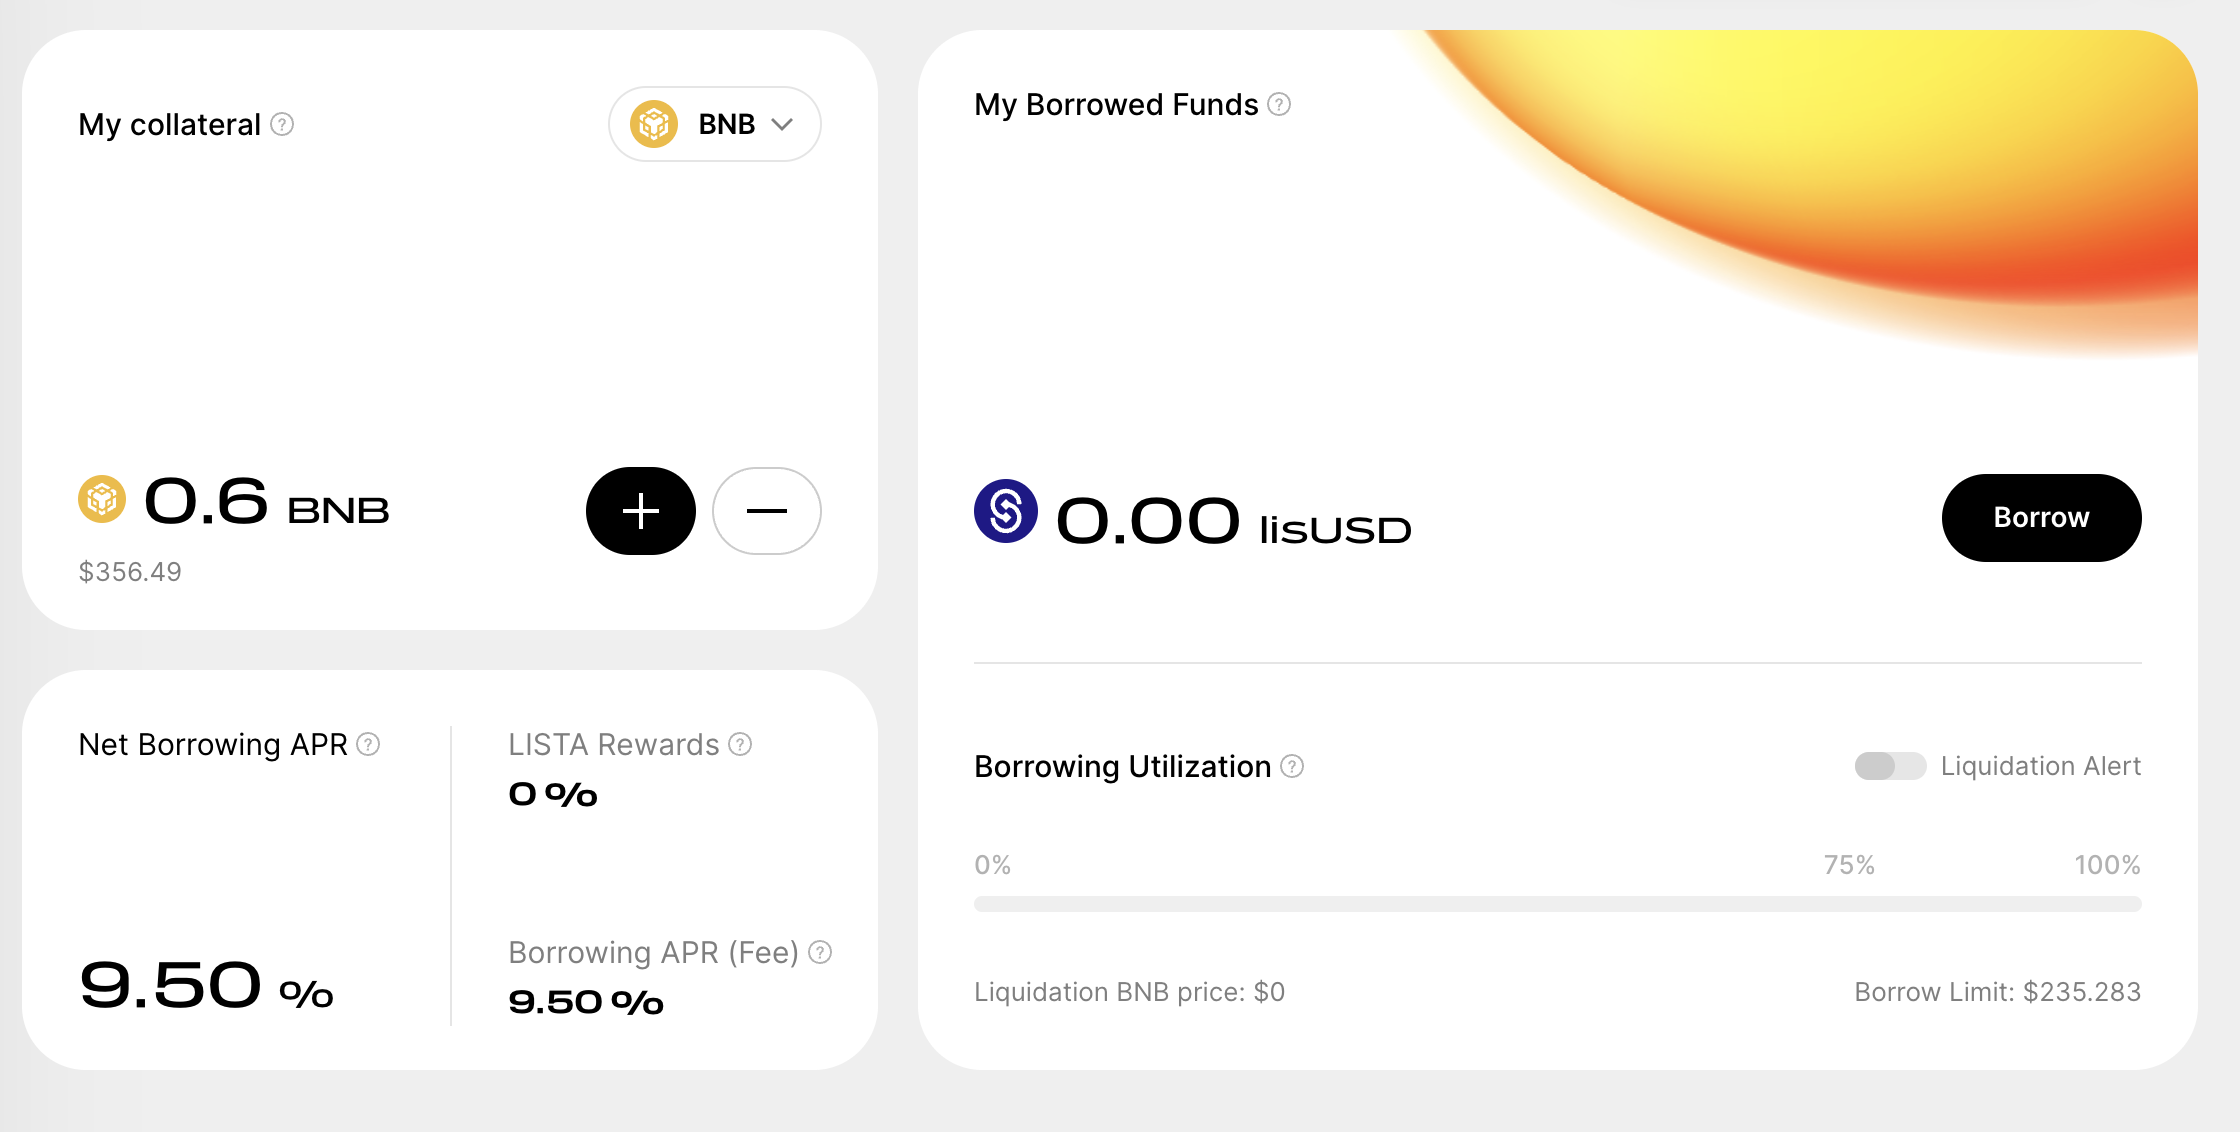 My collateral
BNB
0.6 BNB
$356.49
Net Borrowing APR
9.50 %
LISTA Rewards
0 %
Borrowing APR (Fee)
9.50 %
My Borrowed Funds
0.00 lisUSD
Borrow
Borrowing Utilization
Liquidation Alert
0% 75% 100%
Liquidation BNB price: $0
Borrow Limit: $235.283